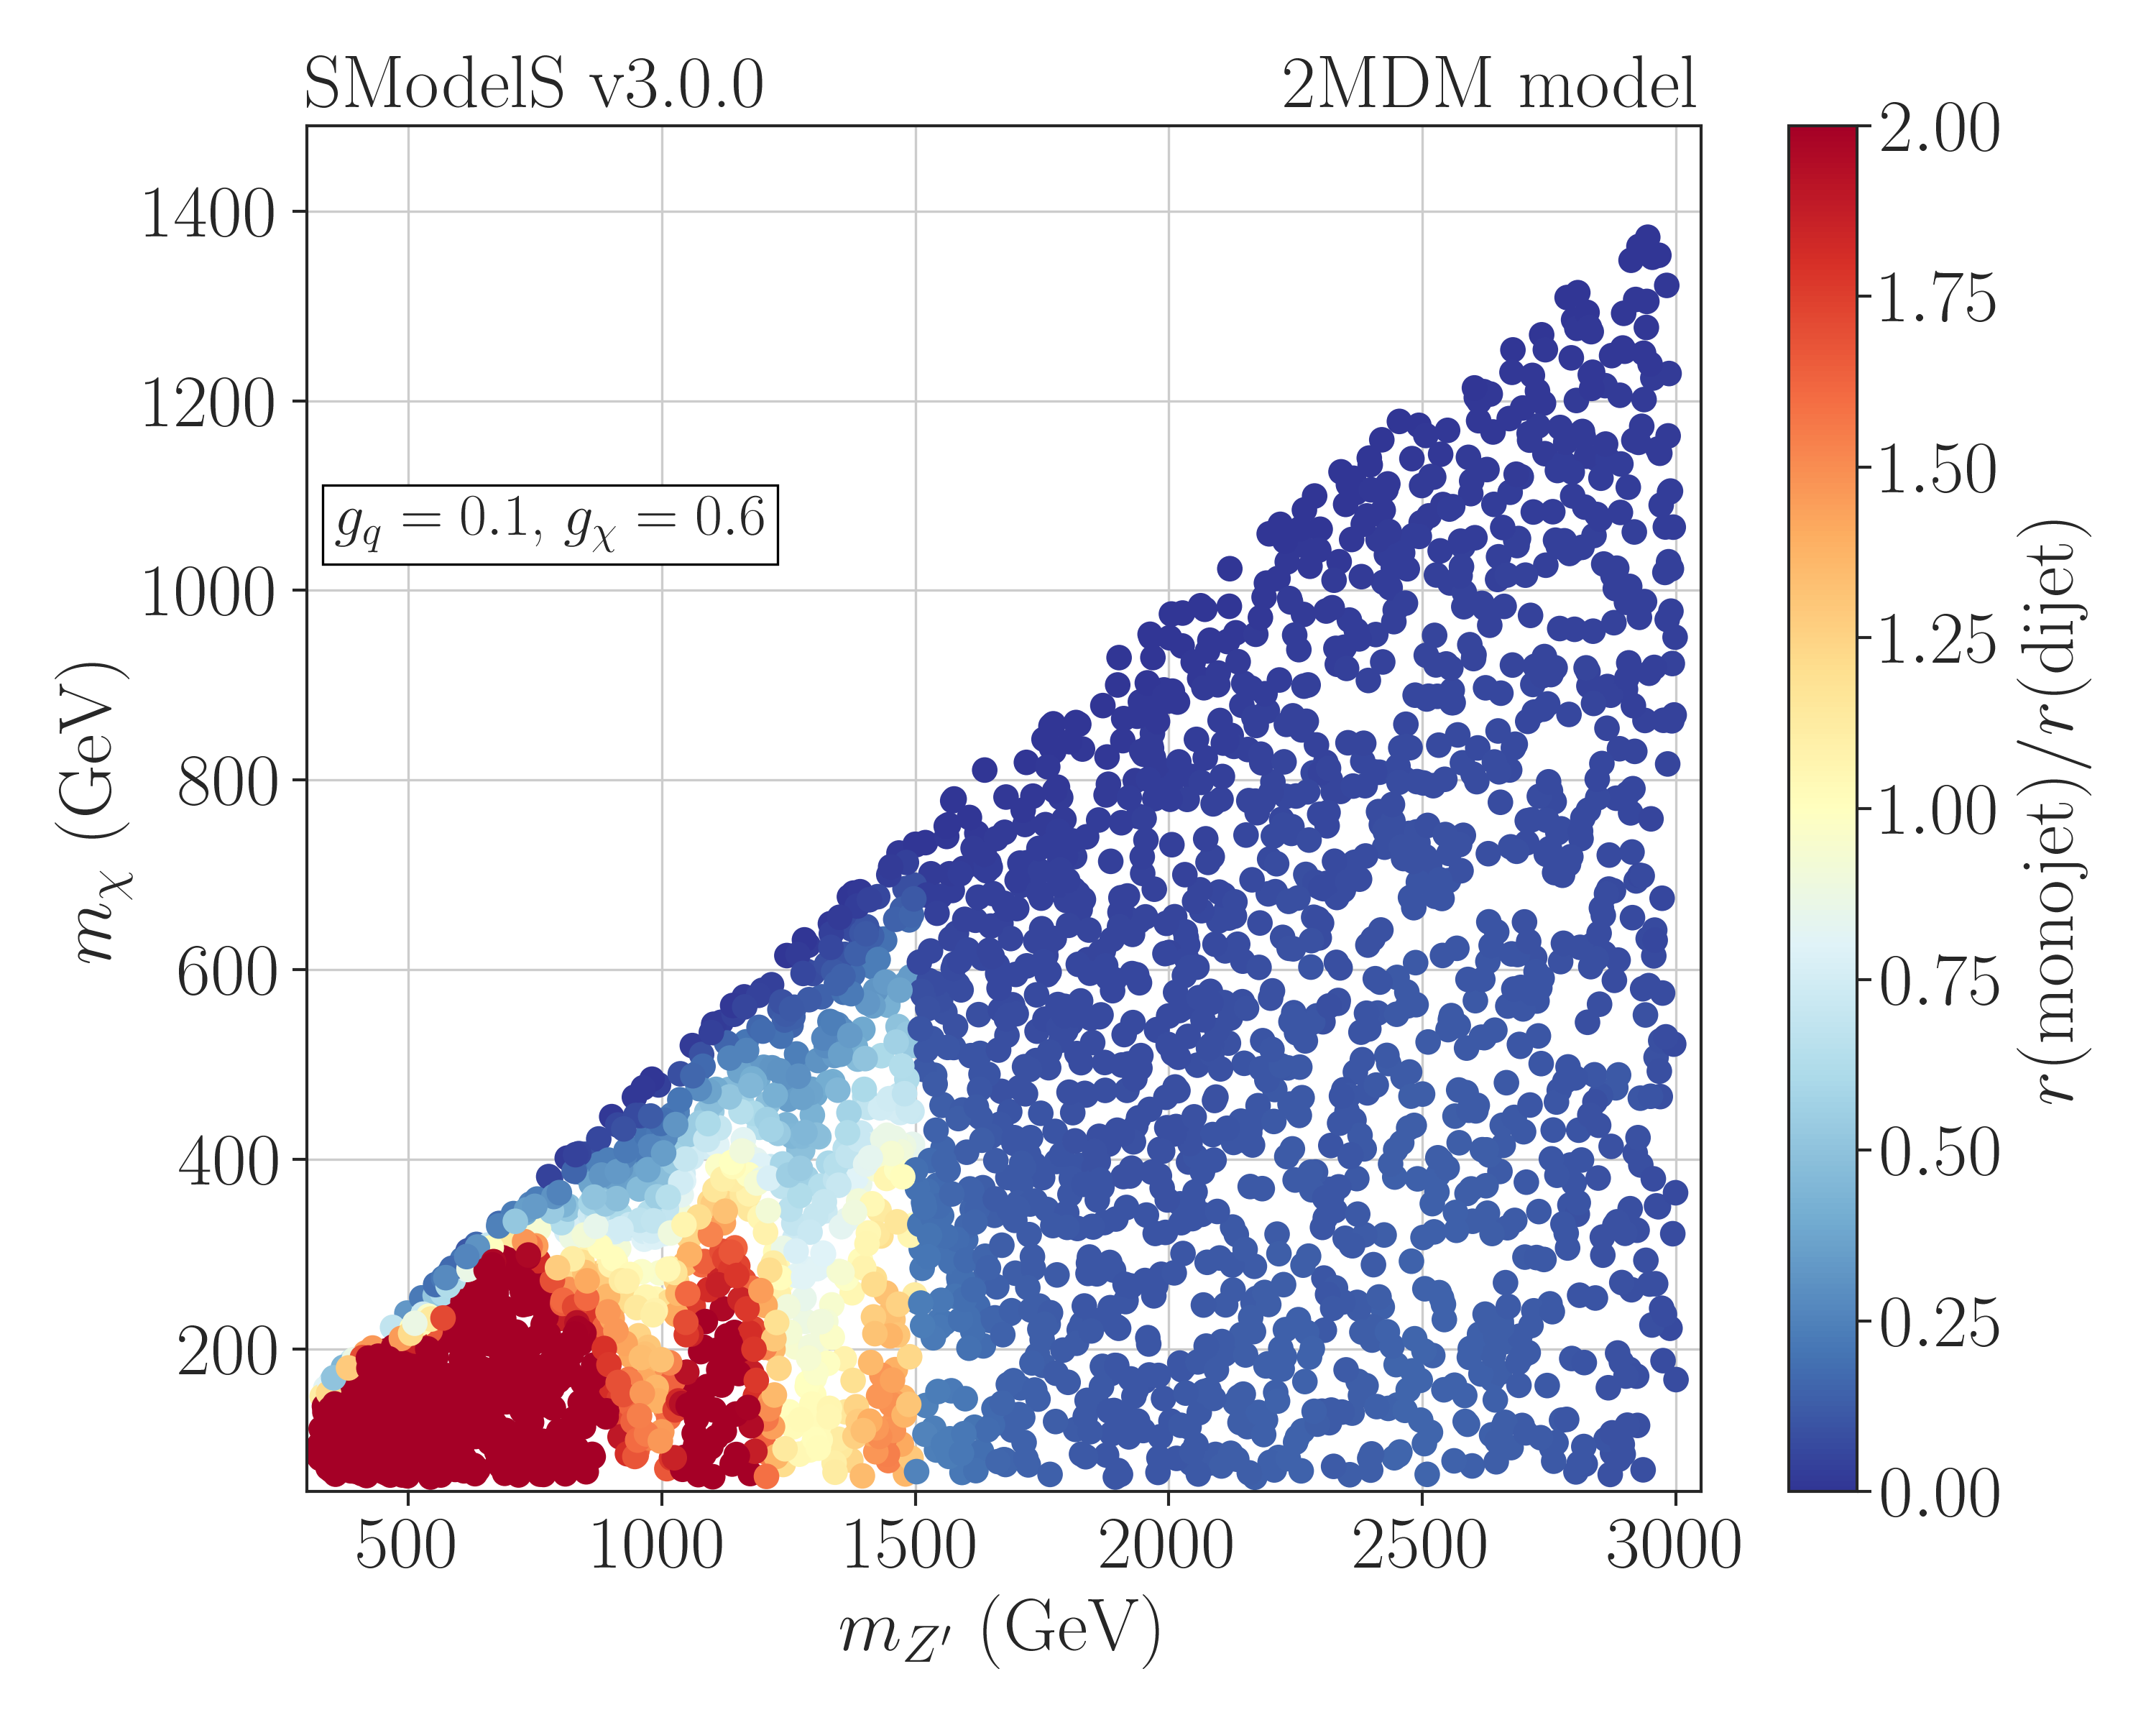 SModelS v3.0.0
2MDM model
g_q = 0.1, g_χ = 0.6
m_χ (GeV)
1400
1200
1000
800
600
400
200
500 1000 1500 2000 2500 3000
m_Z′ (GeV)
2.00
1.75
1.50
1.25
1.00
0.75
0.50
0.25
0.00
r(monojet)/r(dijet)